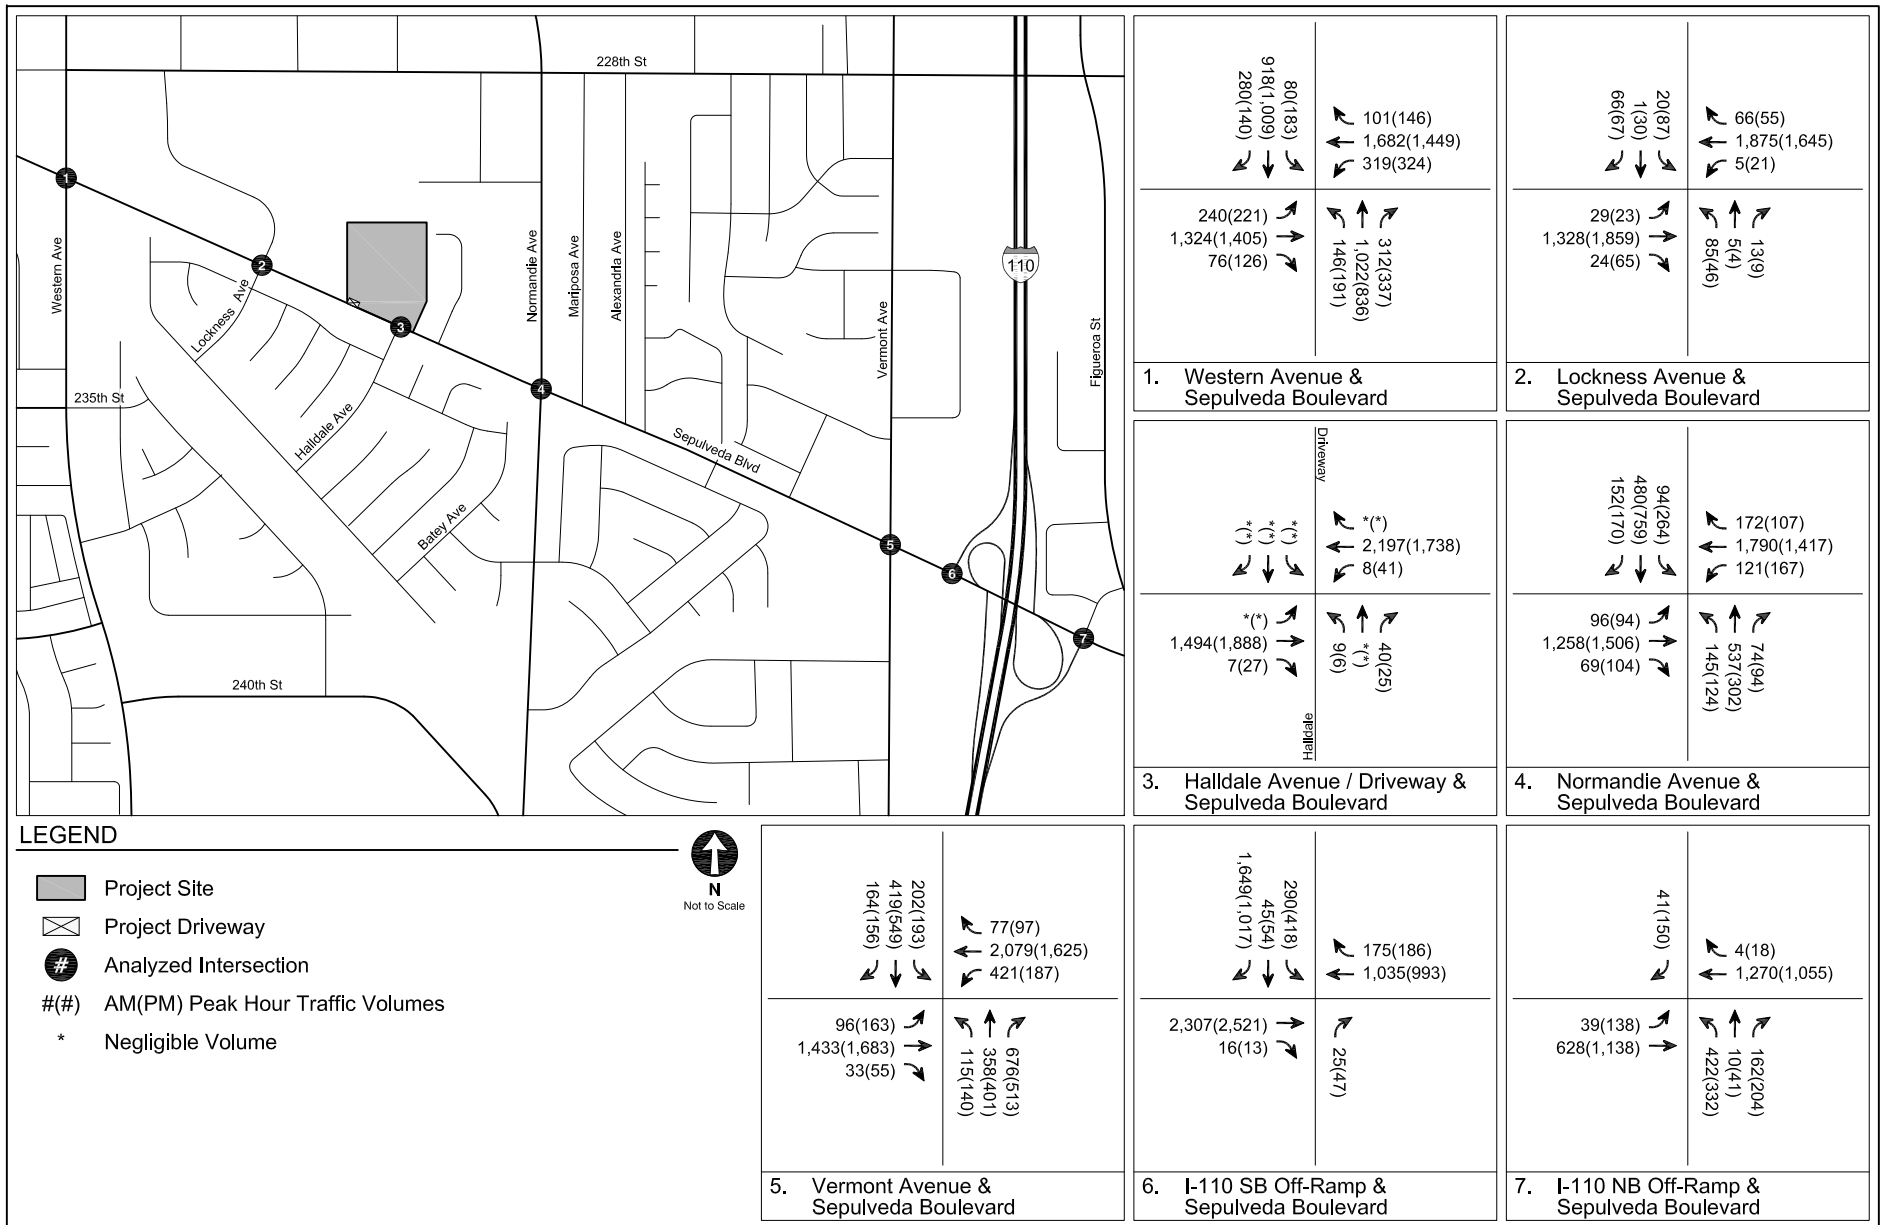 228th St
Western Ave
Lockness Ave
Normandie Ave
Mariposa Ave
Alexandria Ave
Vermont Ave
Figueroa St
110
1
2
3
4
5
6
7
235th St
Halldale Ave
Batey Ave
Sepulveda Blvd
240th St
280(140)
918(1,009)
80(183)
101(146)
1,682(1,449)
319(324)
240(221)
1,324(1,405)
76(126)
146(191)
1,022(836)
312(337)
1. Western Avenue &
Sepulveda Boulevard
66(67)
1(30)
20(87)
66(55)
1,875(1,645)
5(21)
29(23)
1,328(1,859)
24(65)
85(46)
5(4)
13(9)
2. Lockness Avenue &
Sepulveda Boulevard
Driveway
*(*)
*(*)
*(*)
*(*)
2,197(1,738)
8(41)
*(*)
1,494(1,888)
7(27)
9(6)
*(*)
40(25)
Halldale
3. Halldale Avenue / Driveway &
Sepulveda Boulevard
152(170)
480(759)
94(264)
172(107)
1,790(1,417)
121(167)
96(94)
1,258(1,506)
69(104)
145(124)
537(302)
74(94)
4. Normandie Avenue &
Sepulveda Boulevard
LEGEND
Project Site
Project Driveway
# Analyzed Intersection
#(#) AM(PM) Peak Hour Traffic Volumes
* Negligible Volume
N
Not to Scale
164(156)
419(549)
202(193)
77(97)
2,079(1,625)
421(187)
96(163)
1,433(1,683)
33(55)
115(140)
358(401)
676(513)
5. Vermont Avenue &
Sepulveda Boulevard
1,649(1,017)
45(54)
290(418)
175(186)
1,035(993)
2,307(2,521)
16(13)
25(47)
6. I-110 SB Off-Ramp &
Sepulveda Boulevard
41(150)
4(18)
1,270(1,055)
39(138)
628(1,138)
422(332)
10(41)
162(204)
7. I-110 NB Off-Ramp &
Sepulveda Boulevard